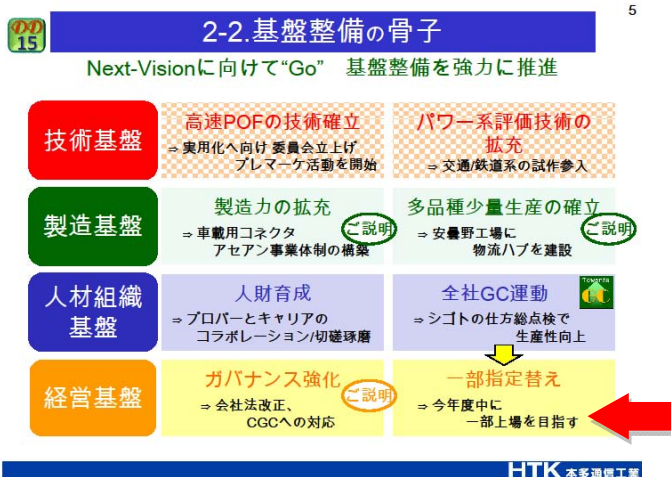 5
DD
15
2-2.基盤整備の骨子
Next-Visionに向けて“Go” 基盤整備を強力に推進
技術基盤
高速POFの技術確立
⇒ 実用化へ向け 委員会立上げ
プレマーケ活動を開始
パワー系評価技術の
拡充
⇒ 交通/鉄道系の試作参入
製造基盤
製造力の拡充
⇒ 車載用コネクタ
アセアン事業体制の構築
ご説明
多品種少量生産の確立
⇒ 安曇野工場に
物流ハブを建設
ご説明
人材組織
基盤
人財育成
⇒ プロパーとキャリアの
コラボレーション/切磋琢磨
全社GC運動
⇒ シゴトの仕方総点検で
生産性向上
Towards
GC
経営基盤
ガバナンス強化
⇒ 会社法改正、
CGCへの対応
ご説明
一部指定替え
⇒ 今年度中に
一部上場を目指す
HTK 本多通信工業